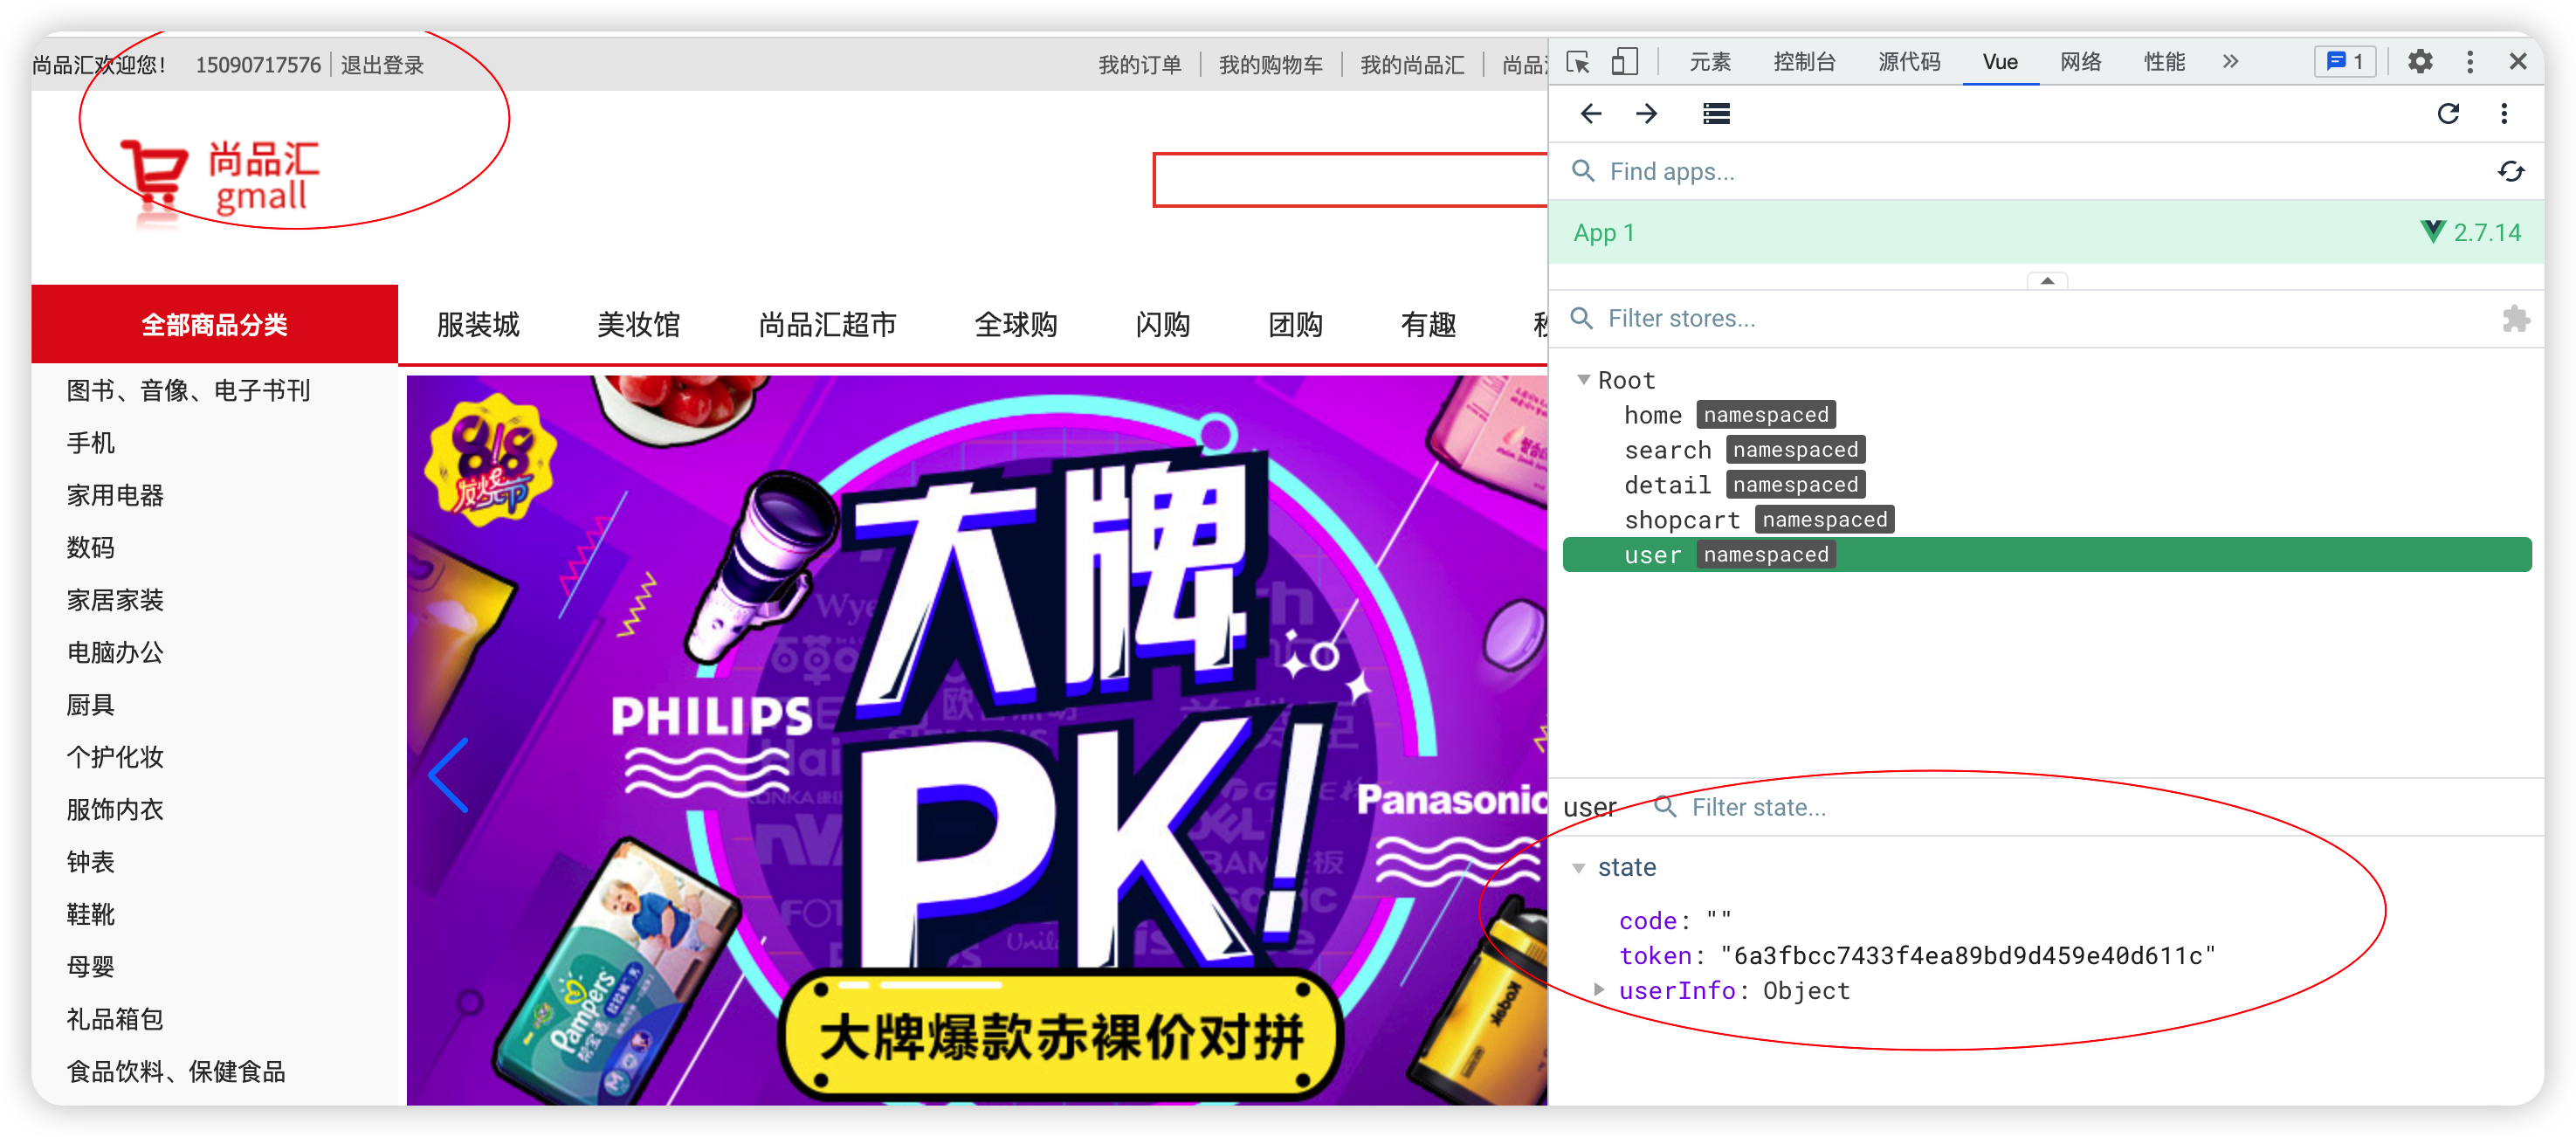 尚品汇欢迎您！ 15090717576 退出登录
我的订单 我的购物车 我的尚品汇 尚品
尚品汇
gmall
全部商品分类 服装城 美妆馆 尚品汇超市 全球购 闪购 团购 有趣
图书、音像、电子书刊
手机
家用电器
数码
家居家装
电脑办公
厨具
个护化妆
服饰内衣
钟表
鞋靴
母婴
礼品箱包
食品饮料、保健食品
大牌
PK!
PHILIPS
Panasonic
Pampers
Kodak
大牌爆款赤裸价对拼
元素 控制台 源代码 Vue 网络 性能 1
Find apps...
App 1 2.7.14
Filter stores...
Root
home namespaced
search namespaced
detail namespaced
shopcart namespaced
user namespaced
user Filter state...
state
code: ""
token: "6a3fbcc7433f4ea89bd9d459e40d611c"
userInfo: Object